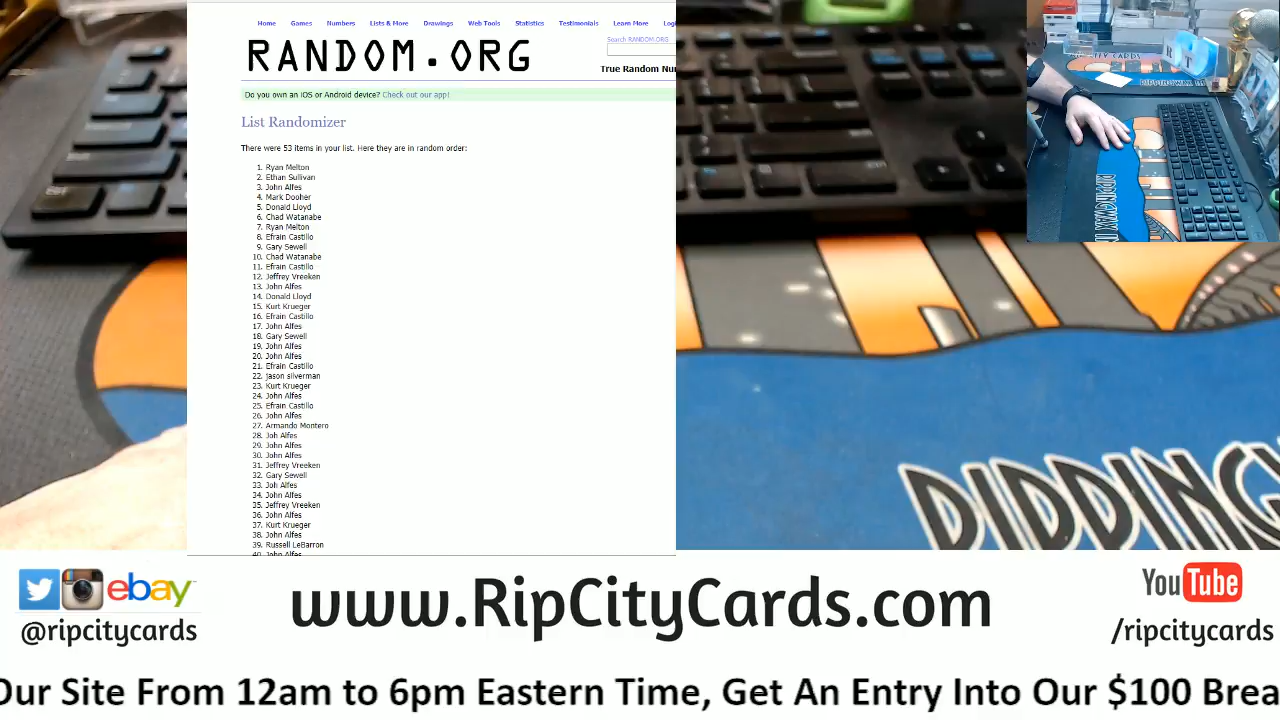 Home Games Numbers Lists & More Drawings Web Tools Statistics Testimonials Learn More Logi
RANDOM.ORG
Search RANDOM.ORG
True Random Nu
Do you own an iOS or Android device? Check out our app!
List Randomizer
There were 53 items in your list. Here they are in random order:
1. Ryan Melton
2. Ethan Sullivan
3. John Alfes
4. Mark Dooher
5. Donald Lloyd
6. Chad Watanabe
7. Ryan Melton
8. Efrain Castillo
9. Gary Sewell
10. Chad Watanabe
11. Efrain Castillo
12. Jeffrey Vreeken
13. John Alfes
14. Donald Lloyd
15. Kurt Krueger
16. Efrain Castillo
17. John Alfes
18. Gary Sewell
19. John Alfes
20. John Alfes
21. Efrain Castillo
22. jason silverman
23. Kurt Krueger
24. John Alfes
25. Efrain Castillo
26. John Alfes
27. Armando Montero
28. Joh Alfes
29. John Alfes
30. John Alfes
31. Jeffrey Vreeken
32. Gary Sewell
33. Joh Alfes
34. John Alfes
35. Jeffrey Vreeken
36. John Alfes
37. Kurt Krueger
38. John Alfes
39. Russell LeBarron
40. John Alfes
ebay
@ripcitycards
www.RipCityCards.com
YouTube
/ripcitycards
Our Site From 12am to 6pm Eastern Time, Get An Entry Into Our $100 Brea